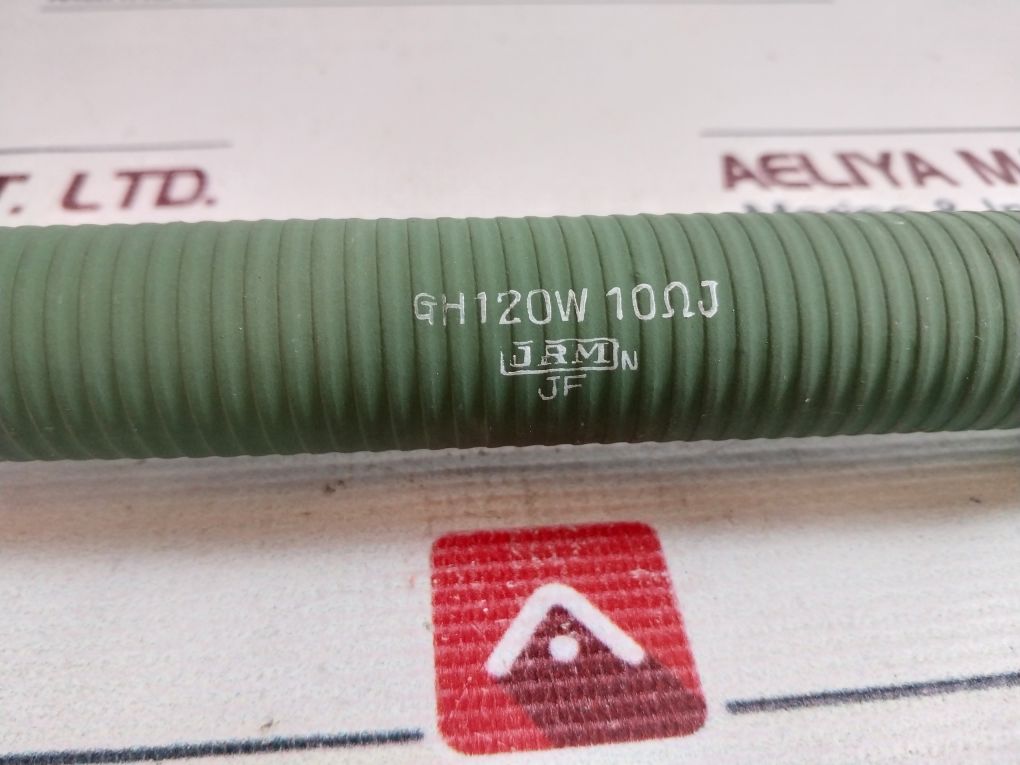 T. LTD.
AELIYA M
GH120W 10ΩJ
JRM N
JF